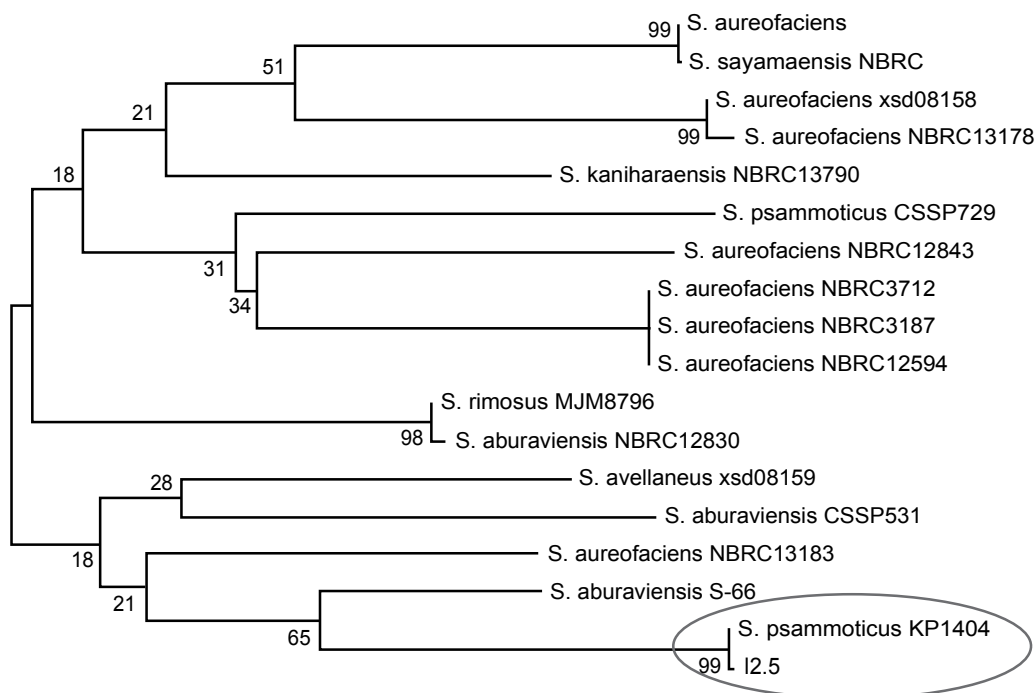 S. aureofaciens
99
S. sayamaensis NBRC
51
S. aureofaciens xsd08158
21
99
S. aureofaciens NBRC13178
18
S. kaniharaensis NBRC13790
S. psammoticus CSSP729
31
S. aureofaciens NBRC12843
34
S. aureofaciens NBRC3712
S. aureofaciens NBRC3187
S. aureofaciens NBRC12594
S. rimosus MJM8796
98
S. aburaviensis NBRC12830
28
S. avellaneus xsd08159
S. aburaviensis CSSP531
18
S. aureofaciens NBRC13183
21
S. aburaviensis S-66
65
S. psammoticus KP1404
99
I2.5